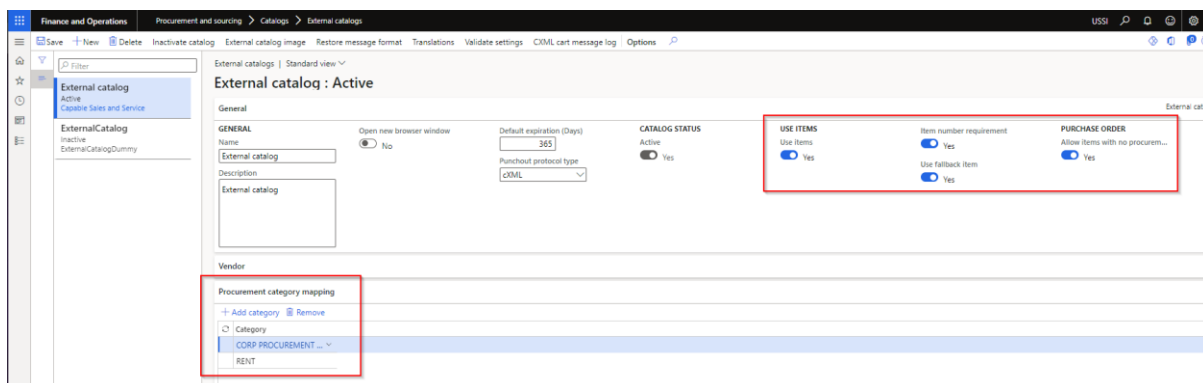 Finance and Operations Procurement and sourcing > Catalogs > External catalogs USSI
Save + New Delete Inactivate catalog External catalog image Restore message format Translations Validate settings CXML cart message log Options
Filter
External catalog
Active
Capable Sales and Service
ExternalCatalog
Inactive
ExternalCatalogDummy
External catalogs | Standard view
External catalog : Active
General External cat
GENERAL
Name
External catalog
Description
External catalog
Open new browser window
No
Default expiration (Days)
365
Punchout protocol type
cXML
CATALOG STATUS
Active
Yes
USE ITEMS
Use items
Yes
Item number requirement
Yes
Use fallback item
Yes
PURCHASE ORDER
Allow items with no procurem...
Yes
Vendor
Procurement category mapping
+ Add category Remove
Category
CORP PROCUREMENT ...
RENT